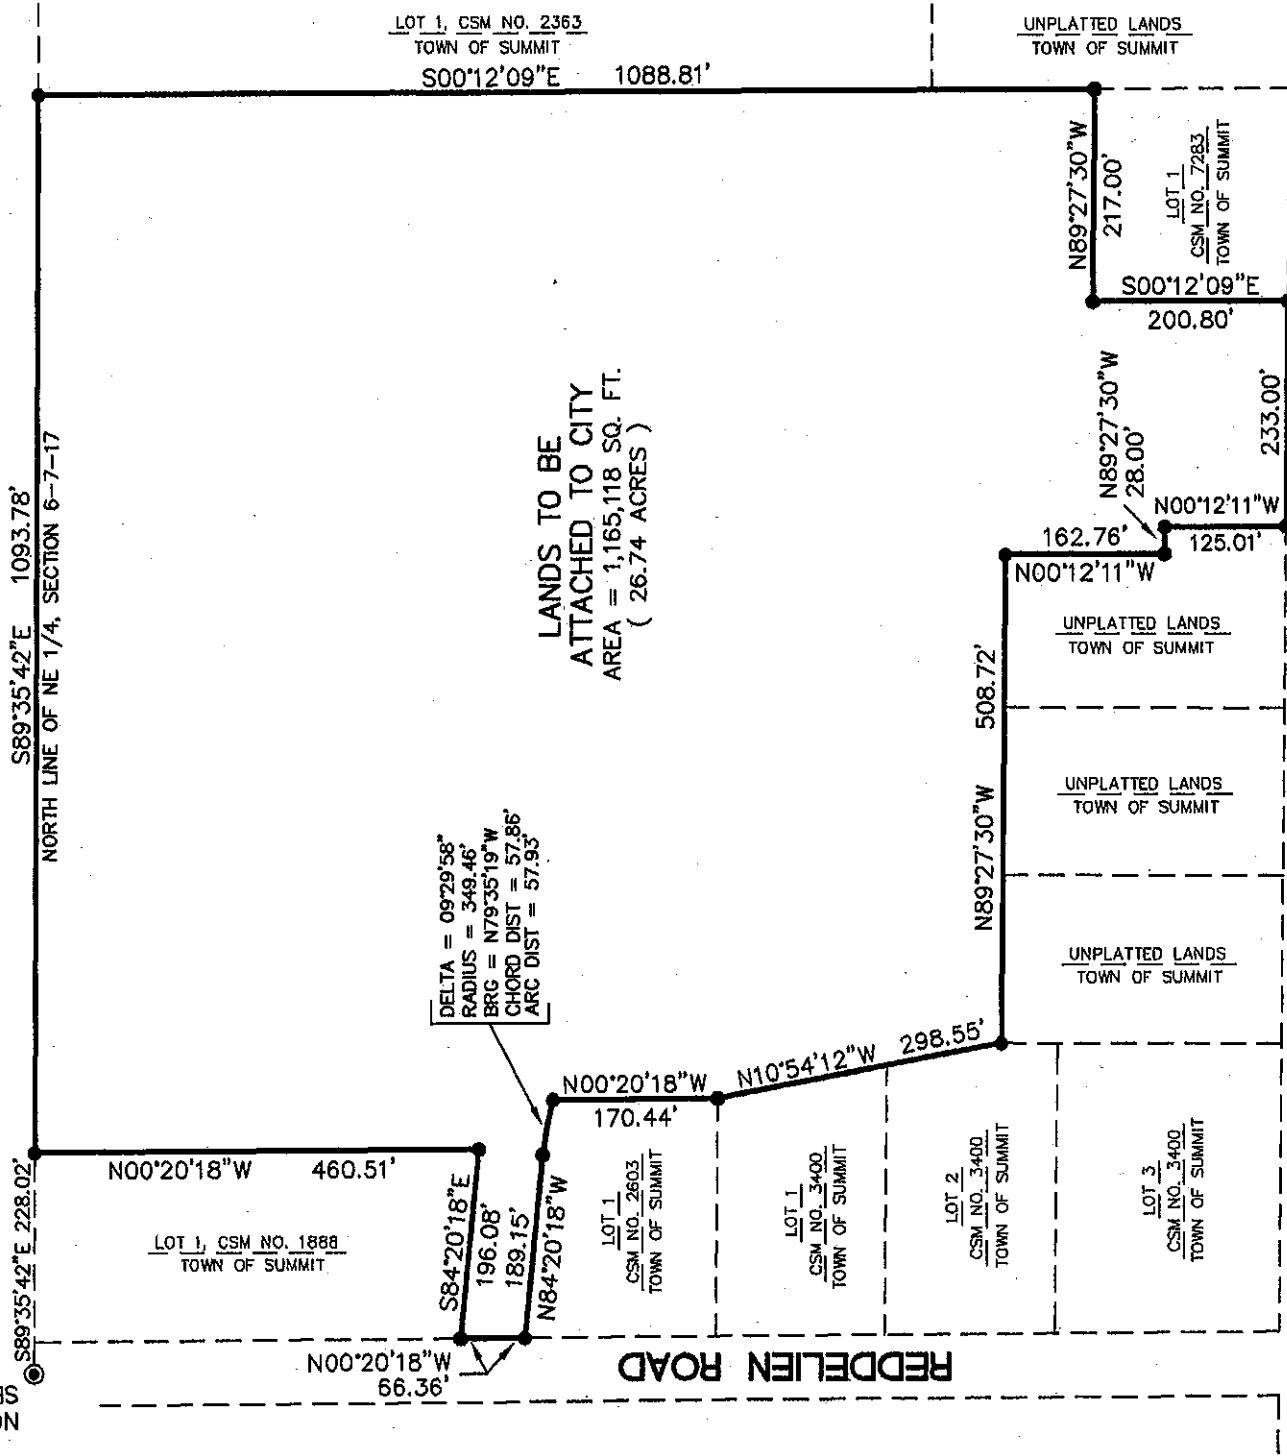 LOT 1, CSM NO. 2363
TOWN OF SUMMIT
UNPLATTED LANDS
TOWN OF SUMMIT
S00°12'09"E 1088.81'
N89°27'30"W
217.00'
LOT 1
CSM NO. 7283
TOWN OF SUMMIT
S00°12'09"E
200.80'
233.00'
N89°27'30"W
28.00'
N00°12'11"W
125.01'
162.76'
N00°12'11"W
S89°35'42"E 1093.78'
NORTH LINE OF NE 1/4, SECTION 6-7-17
LANDS TO BE
ATTACHED TO CITY
AREA = 1,165,118 SQ. FT.
( 26.74 ACRES )
UNPLATTED LANDS
TOWN OF SUMMIT
N89°27'30"W 508.72'
UNPLATTED LANDS
TOWN OF SUMMIT
UNPLATTED LANDS
TOWN OF SUMMIT
DELTA = 09°29'58"
RADIUS = 349.46'
BRG = N79°35'19"W
CHORD DIST = 57.86'
ARC DIST = 57.93'
N00°20'18"W
170.44'
N10°54'12"W 298.55'
N00°20'18"W 460.51'
S89°35'42"E 228.02'
LOT 1, CSM NO. 1868
TOWN OF SUMMIT
S84°20'18"E
196.08'
189.15'
N84°20'18"W
LOT 1
CSM NO. 2603
TOWN OF SUMMIT
LOT 1
CSM NO. 3400
TOWN OF SUMMIT
LOT 2
CSM NO. 3400
TOWN OF SUMMIT
LOT 3
CSM NO. 3400
TOWN OF SUMMIT
N00°20'18"W
66.36'
REDDELIEN ROAD